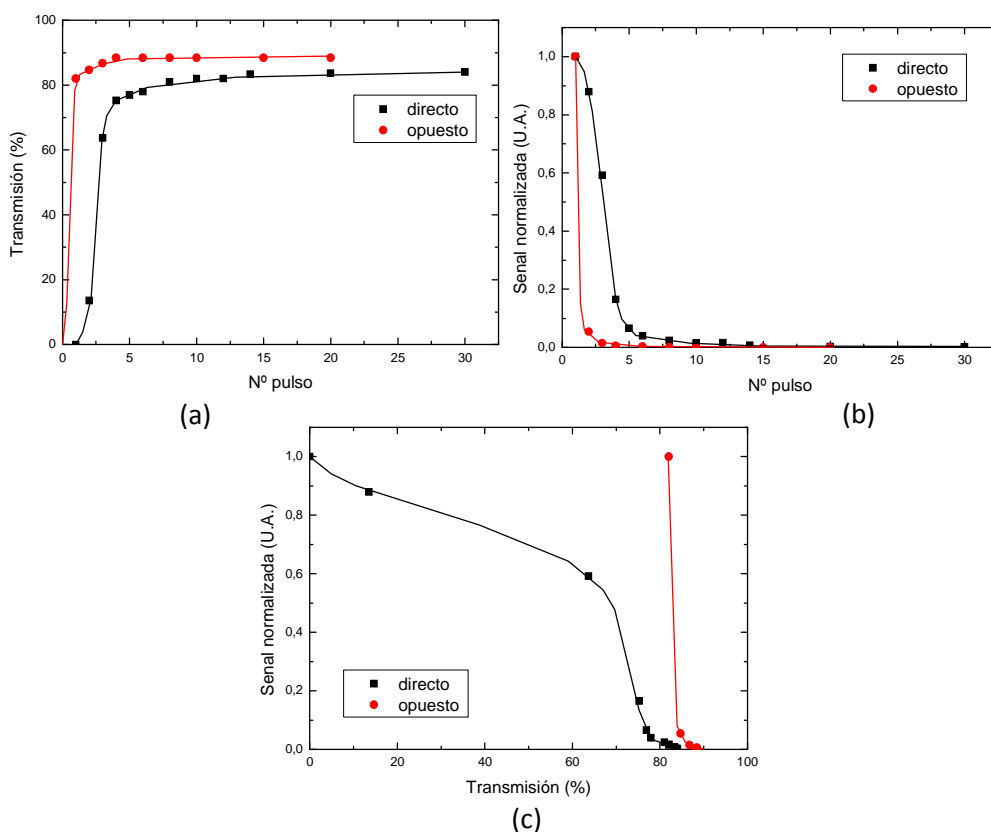 100
80
60
40
20
0
Transmisión (%)
directo
opuesto
0 5 10 15 20 25 30
Nº pulso
(a)
1,0
0,8
0,6
0,4
0,2
0,0
Senal normalizada (U.A.)
directo
opuesto
0 5 10 15 20 25 30
Nº pulso
(b)
1,0
0,8
0,6
0,4
0,2
0,0
Senal normalizada (U.A.)
directo
opuesto
0 20 40 60 80 100
Transmisión (%)
(c)